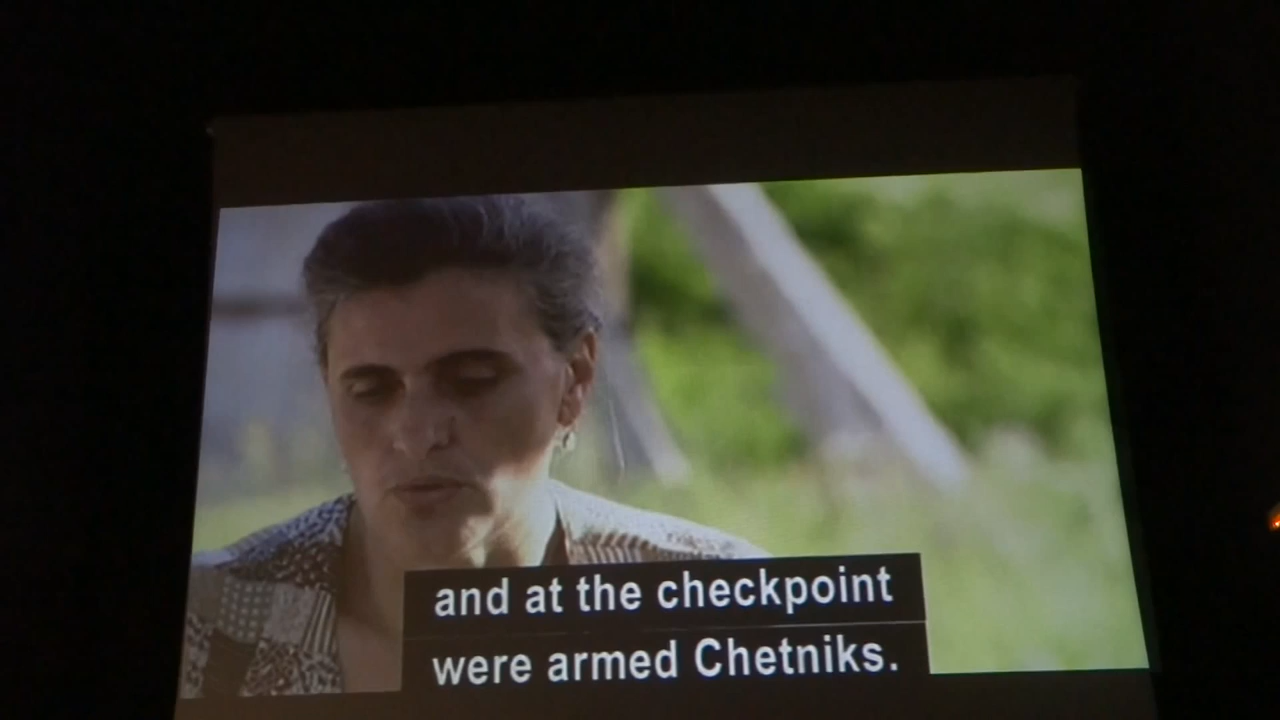 and at the checkpoint
were armed Chetniks.